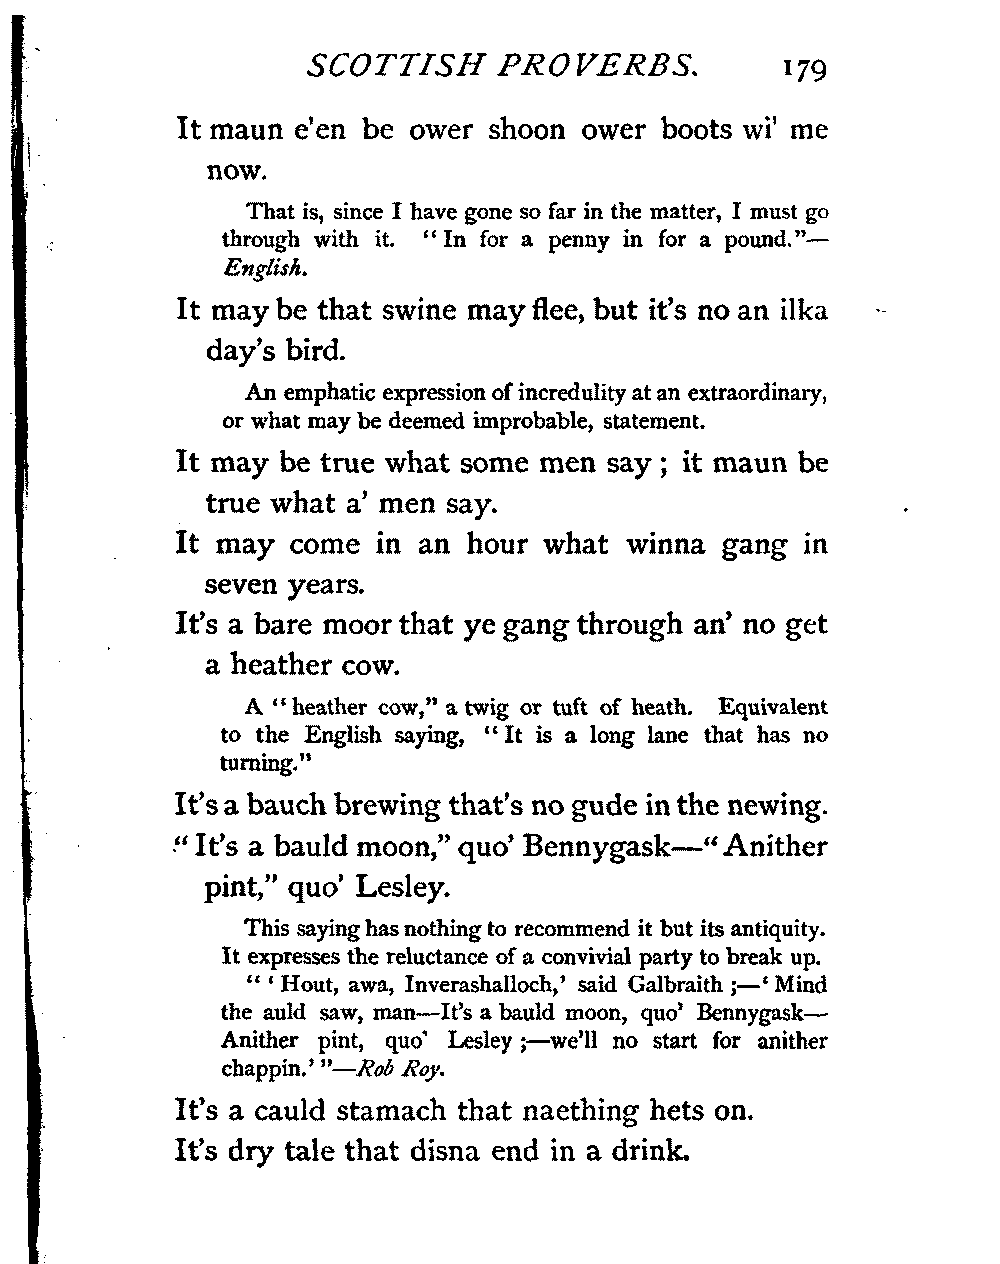 SCOTTISH PROVERBS. 179
It maun e'en be ower shoon ower boots wi' me
now.
That is, since I have gone so far in the matter, I must go
through with it. “In for a penny in for a pound.”—
English.
It may be that swine may flee, but it's no an ilka
day's bird.
An emphatic expression of incredulity at an extraordinary,
or what may be deemed improbable, statement.
It may be true what some men say; it maun be
true what a' men say.
It may come in an hour what winna gang in
seven years.
It's a bare moor that ye gang through an' no get
a heather cow.
A “heather cow,” a twig or tuft of heath. Equivalent
to the English saying, “It is a long lane that has no
turning.”
It's a bauch brewing that's no gude in the newing.
“It's a bauld moon,” quo' Bennygask—“Anither
pint,” quo' Lesley.
This saying has nothing to recommend it but its antiquity.
It expresses the reluctance of a convivial party to break up.
“‘Hout, awa, Inverashalloch,’ said Galbraith;—‘Mind
the auld saw, man—It's a bauld moon, quo' Bennygask—
Anither pint, quo' Lesley;—we'll no start for anither
chappin.’”—Rob Roy.
It's a cauld stamach that naething hets on.
It's dry tale that disna end in a drink.